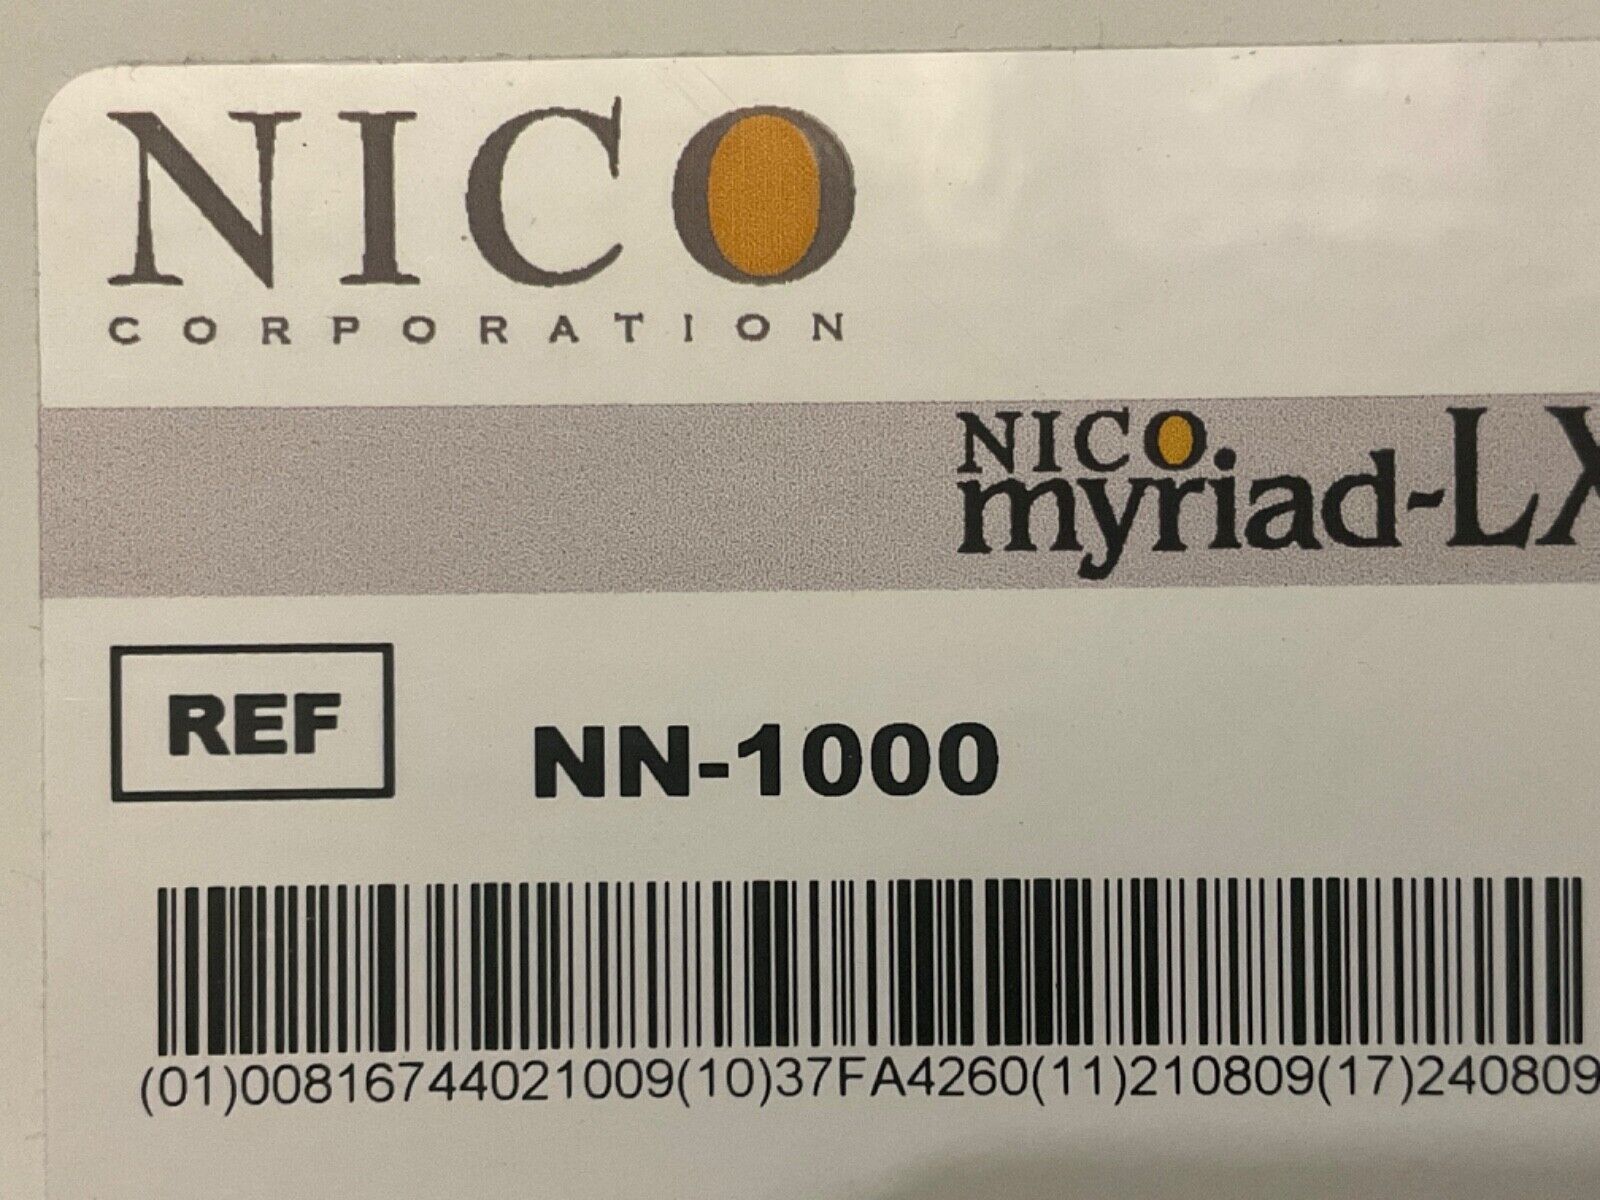 NICO
CORPORATION
NICO
myriad-LX
REF
NN-1000
(01)00816744021009(10)37FA4260(11)210809(17)240809